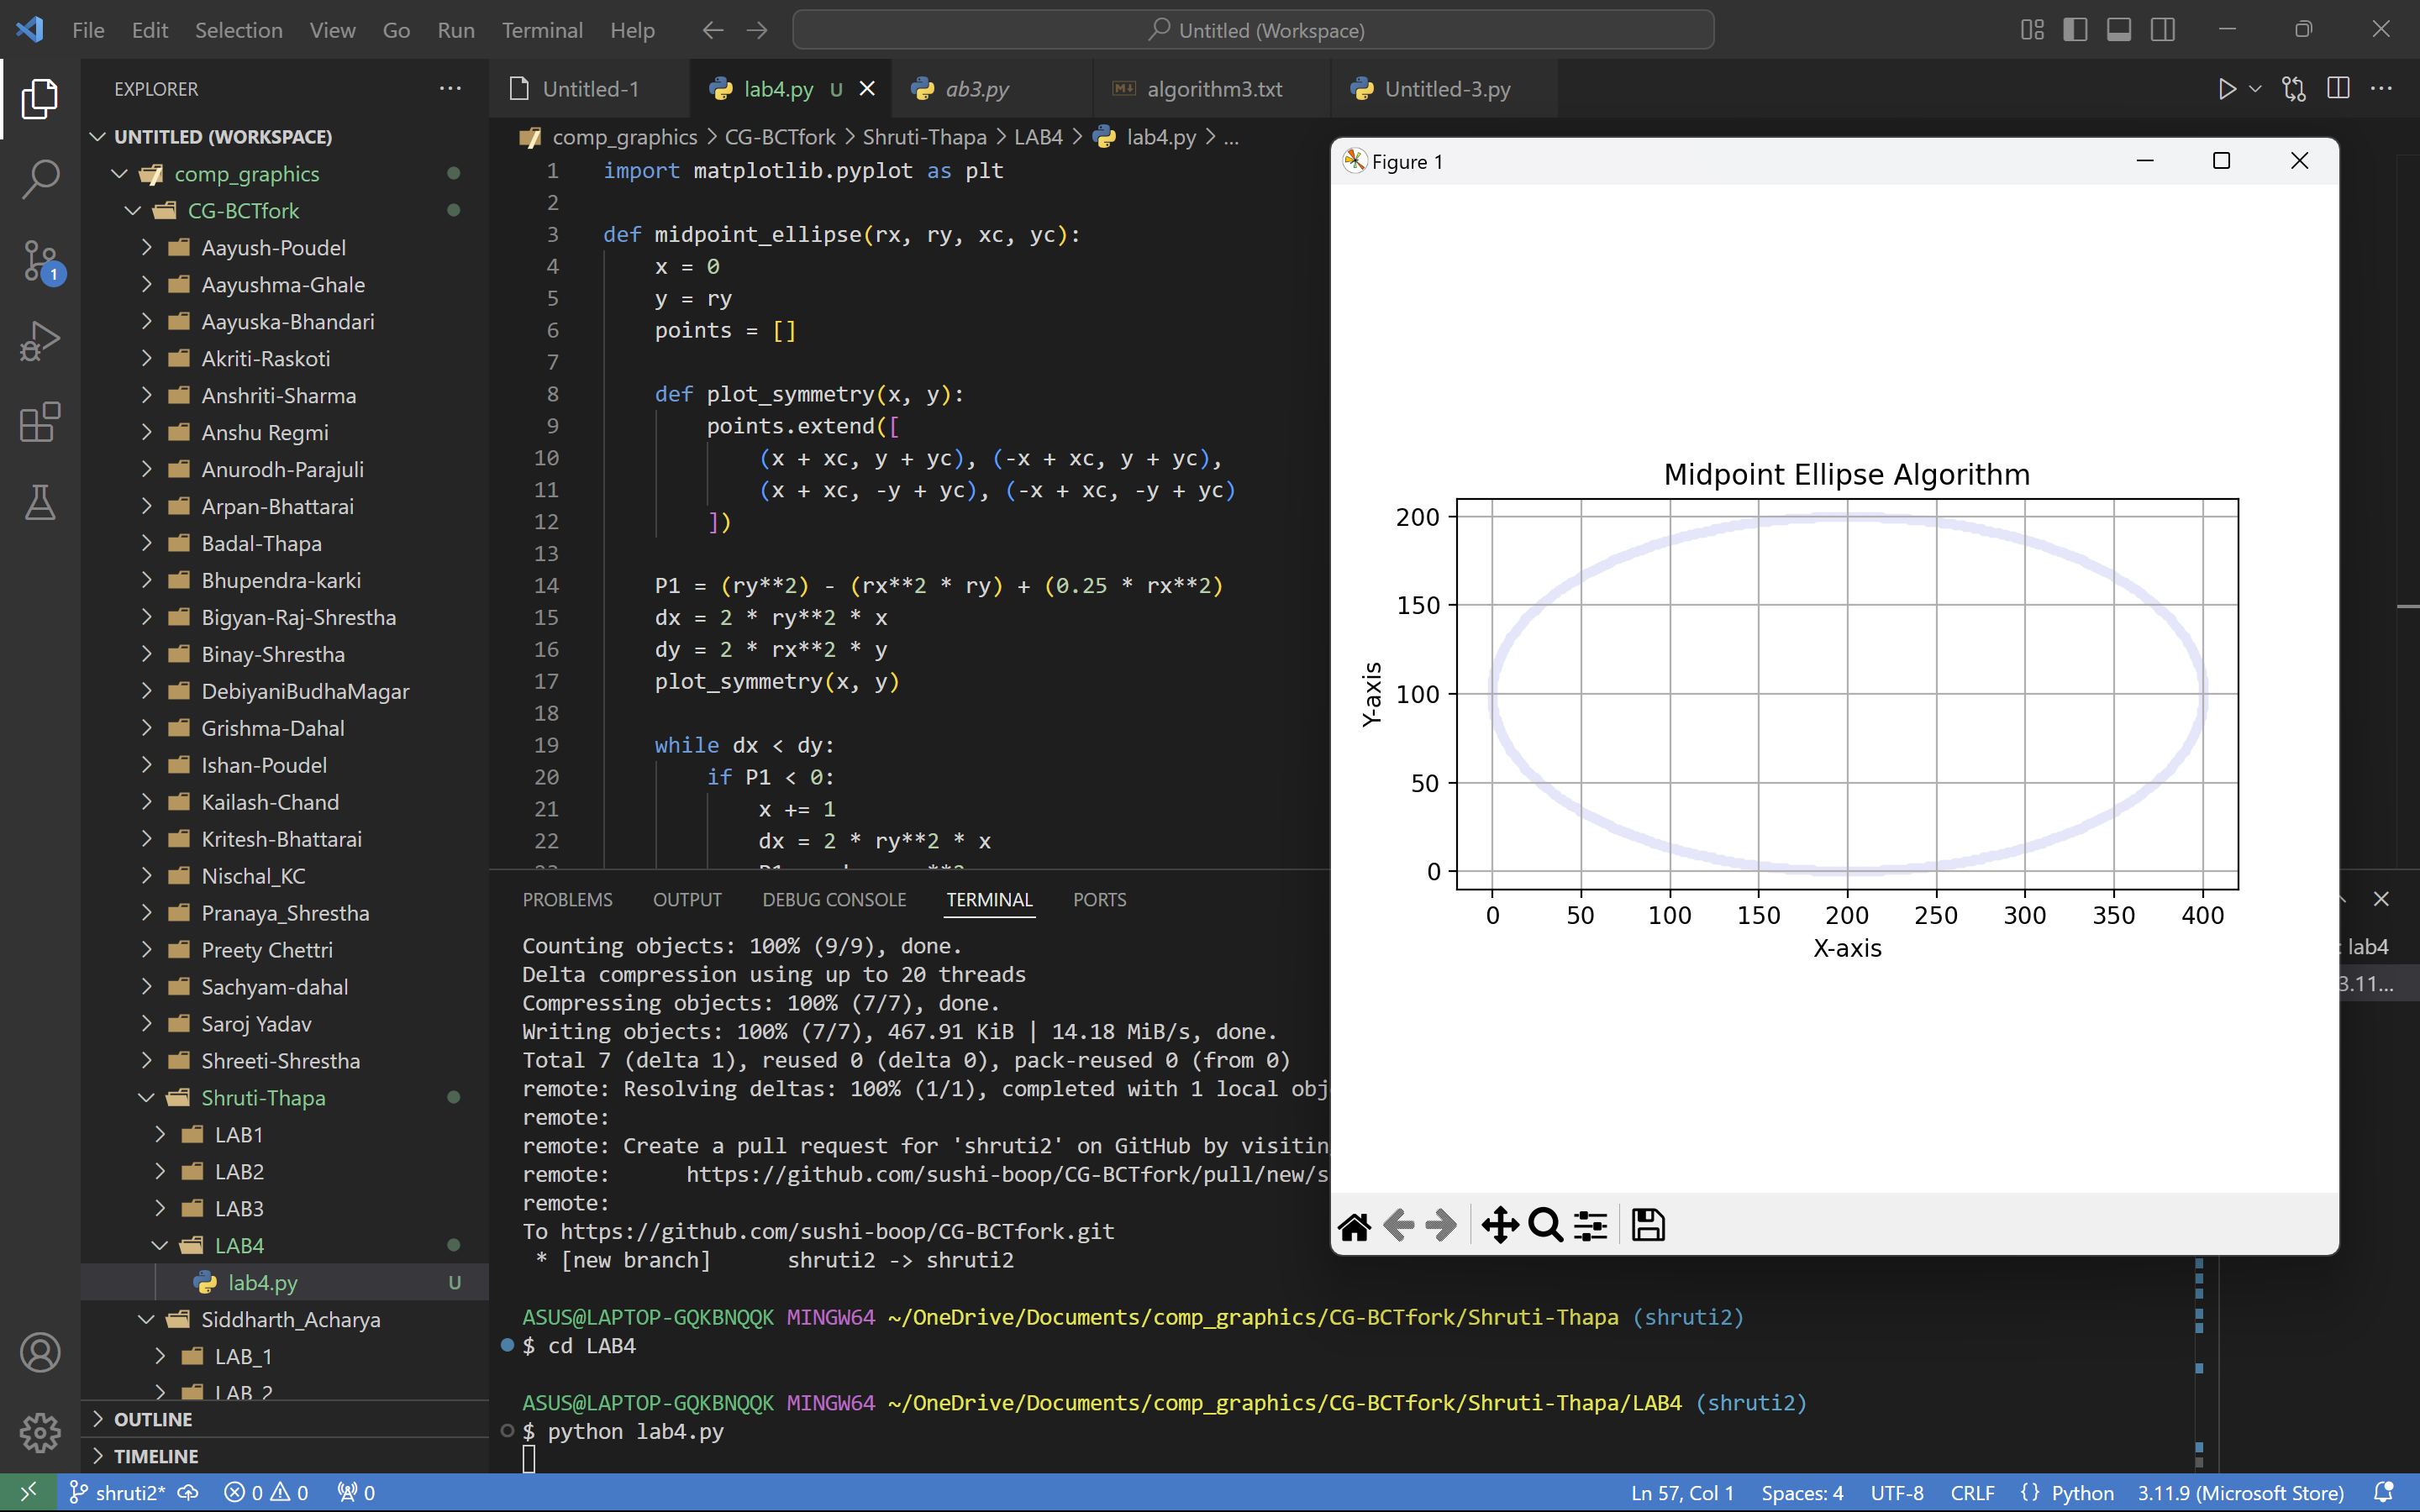 File Edit Selection View Go Run Terminal Help
Untitled (Workspace)
EXPLORER
UNTITLED (WORKSPACE)
comp_graphics
CG-BCTfork
Aayush-Poudel
Aayushma-Ghale
Aayuska-Bhandari
Akriti-Raskoti
Anshriti-Sharma
Anshu Regmi
Anurodh-Parajuli
Arpan-Bhattarai
Badal-Thapa
Bhupendra-karki
Bigyan-Raj-Shrestha
Binay-Shrestha
DebiyaniBudhaMagar
Grishma-Dahal
Ishan-Poudel
Kailash-Chand
Kritesh-Bhattarai
Nischal_KC
Pranaya_Shrestha
Preety Chettri
Sachyam-dahal
Saroj Yadav
Shreeti-Shrestha
Shruti-Thapa
LAB1
LAB2
LAB3
LAB4
lab4.py U
Siddharth_Acharya
LAB_1
LAB_2
OUTLINE
TIMELINE
1
Untitled-1 lab4.py U ab3.py algorithm3.txt Untitled-3.py
comp_graphics > CG-BCTfork > Shruti-Thapa > LAB4 > lab4.py > ...
1 import matplotlib.pyplot as plt
2
3 def midpoint_ellipse(rx, ry, xc, yc):
4 x = 0
5 y = ry
6 points = []
7
8 def plot_symmetry(x, y):
9 points.extend([
10 (x + xc, y + yc), (-x + xc, y + yc),
11 (x + xc, -y + yc), (-x + xc, -y + yc)
12 ])
13
14 P1 = (ry**2) - (rx**2 * ry) + (0.25 * rx**2)
15 dx = 2 * ry**2 * x
16 dy = 2 * rx**2 * y
17 plot_symmetry(x, y)
18
19 while dx < dy:
20 if P1 < 0:
21 x += 1
22 dx = 2 * ry**2 * x
Figure 1
Midpoint Ellipse Algorithm
Y-axis
200
150
100
50
0
0 50 100 150 200 250 300 350 400
X-axis
PROBLEMS OUTPUT DEBUG CONSOLE TERMINAL PORTS
Counting objects: 100% (9/9), done.
Delta compression using up to 20 threads
Compressing objects: 100% (7/7), done.
Writing objects: 100% (7/7), 467.91 KiB | 14.18 MiB/s, done.
Total 7 (delta 1), reused 0 (delta 0), pack-reused 0 (from 0)
remote: Resolving deltas: 100% (1/1), completed with 1 local obj
remote:
remote: Create a pull request for 'shruti2' on GitHub by visitin
remote: https://github.com/sushi-boop/CG-BCTfork/pull/new/s
remote:
To https://github.com/sushi-boop/CG-BCTfork.git
* [new branch] shruti2 -> shruti2
ASUS@LAPTOP-GQKBNQQK MINGW64 ~/OneDrive/Documents/comp_graphics/CG-BCTfork/Shruti-Thapa (shruti2)
$ cd LAB4
ASUS@LAPTOP-GQKBNQQK MINGW64 ~/OneDrive/Documents/comp_graphics/CG-BCTfork/Shruti-Thapa/LAB4 (shruti2)
$ python lab4.py
: lab4
3.11...
shruti2* 0 0 0 Ln 57, Col 1 Spaces: 4 UTF-8 CRLF {} Python 3.11.9 (Microsoft Store)